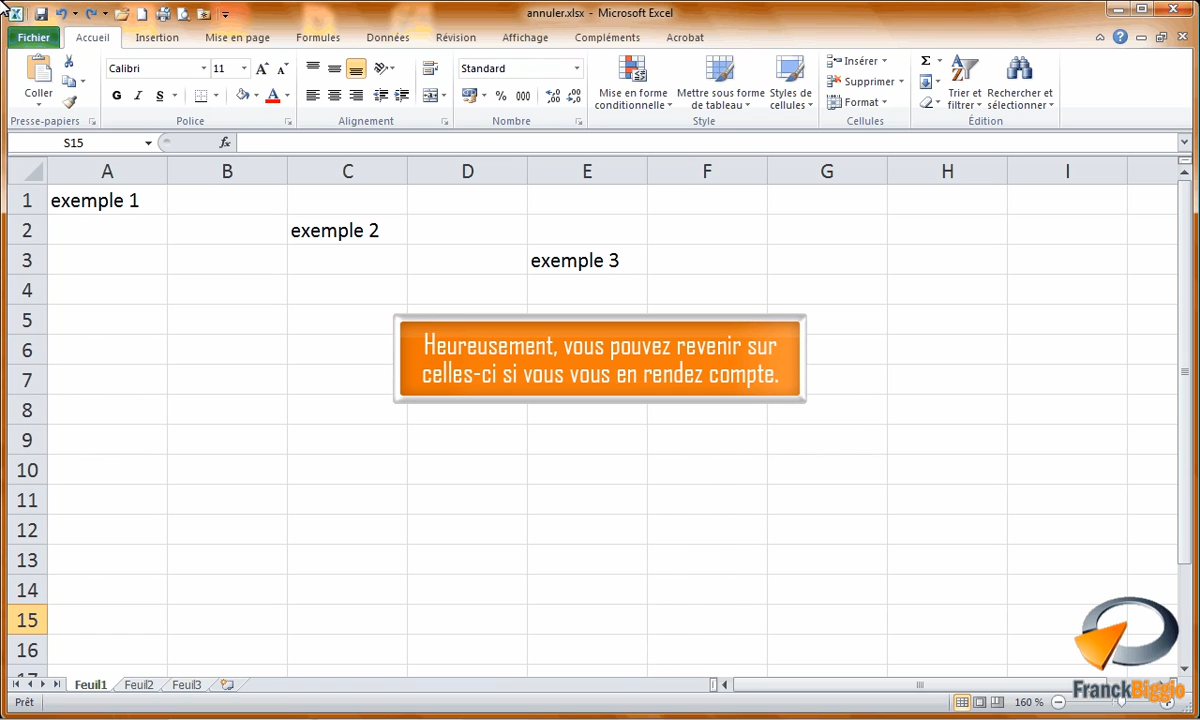 annuler.xlsx - Microsoft Excel
Fichier Accueil Insertion Mise en page Formules Données Révision Affichage Compléments Acrobat
Coller
Calibri 11
G I S
Standard
% 000
Mise en forme conditionnelle
Mettre sous forme de tableau
Styles de cellules
Insérer
Supprimer
Format
Σ
Trier et filtrer
Rechercher et sélectionner
Presse-papiers Police Alignement Nombre Style Cellules Édition
S15 fx
A B C D E F G H I
1 exemple 1
2 exemple 2
3 exemple 3
4
5
6
7
8
9
10
11
12
13
14
15
16
17
Heureusement, vous pouvez revenir sur
celles-ci si vous vous en rendez compte.
Feuil1 Feuil2 Feuil3
FranckBiggio
Prêt 160 %